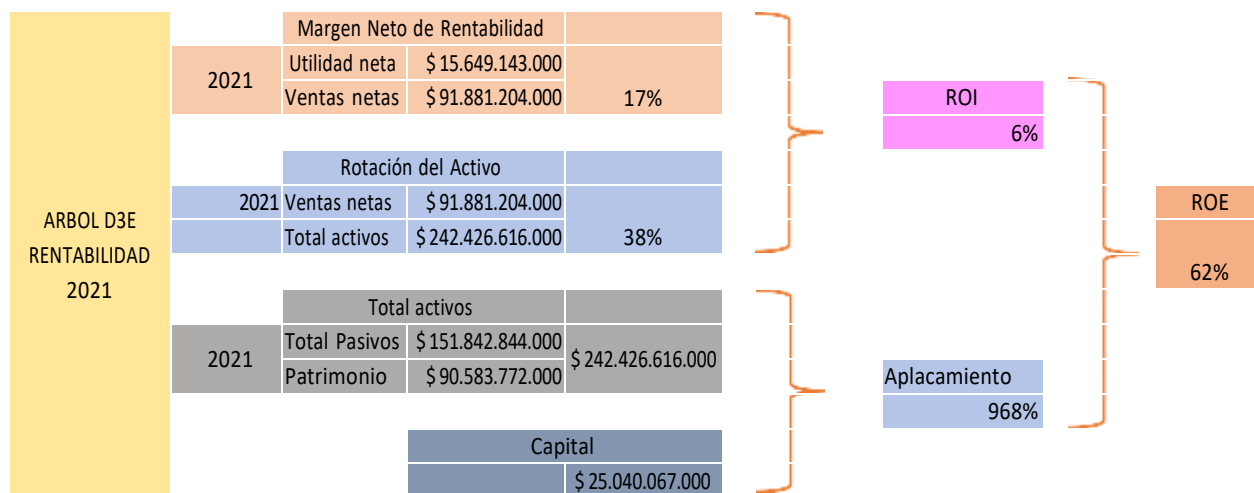 ARBOL D3E
RENTABILIDAD
2021
Margen Neto de Rentabilidad
2021
Utilidad neta $ 15.649.143.000
Ventas netas $ 91.881.204.000 17%
Rotación del Activo
2021 Ventas netas $ 91.881.204.000
Total activos $ 242.426.616.000 38%
Total activos
2021
Total Pasivos $ 151.842.844.000
Patrimonio $ 90.583.772.000
$ 242.426.616.000
Capital
$ 25.040.067.000
ROI
6%
Aplacamiento
968%
ROE
62%